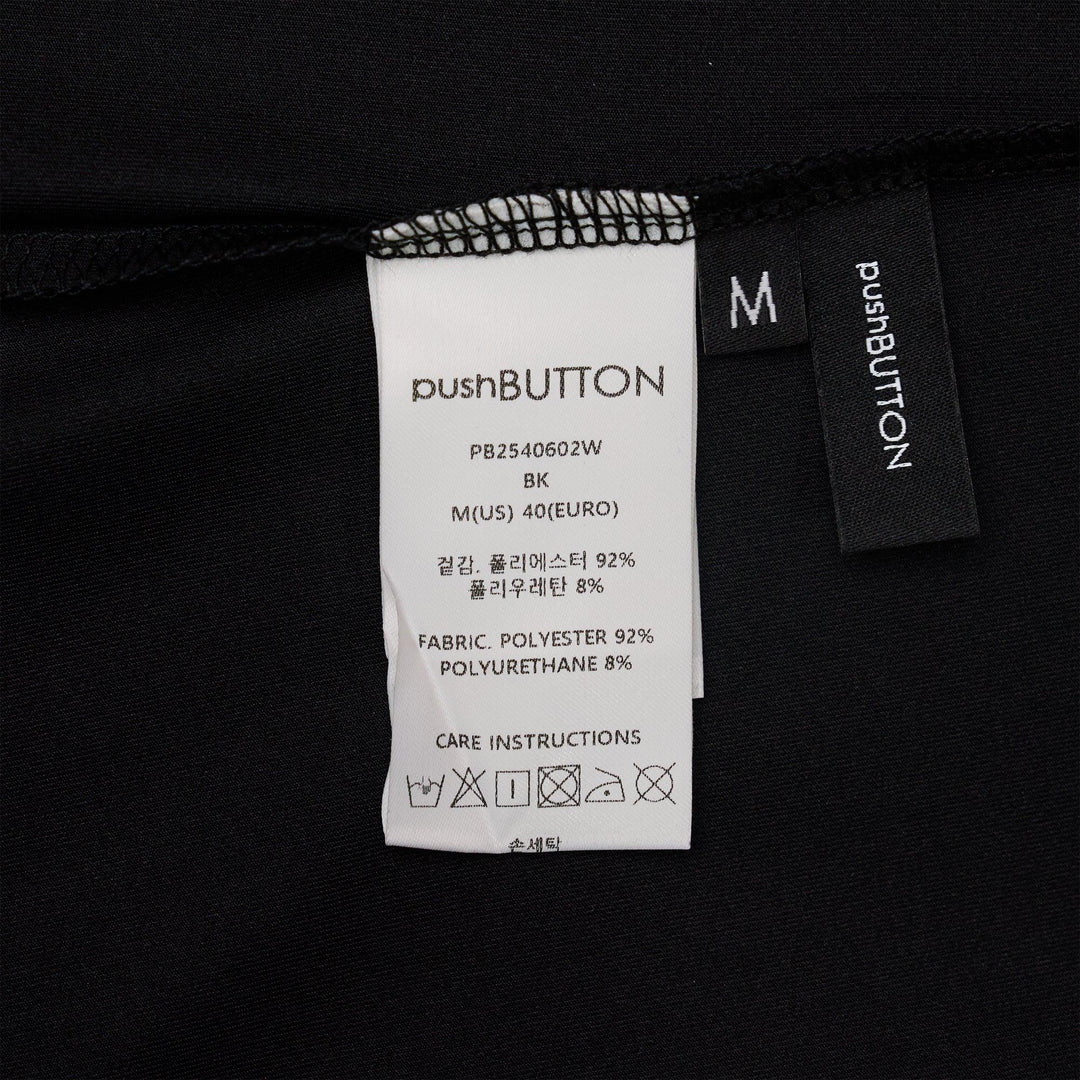 pushBUTTON
PB2540602W
BK
M(US) 40(EURO)
겉감. 폴리에스터 92%
폴리우레탄 8%
FABRIC. POLYESTER 92%
POLYURETHANE 8%
CARE INSTRUCTIONS
손세탁
M
pushBUTTON